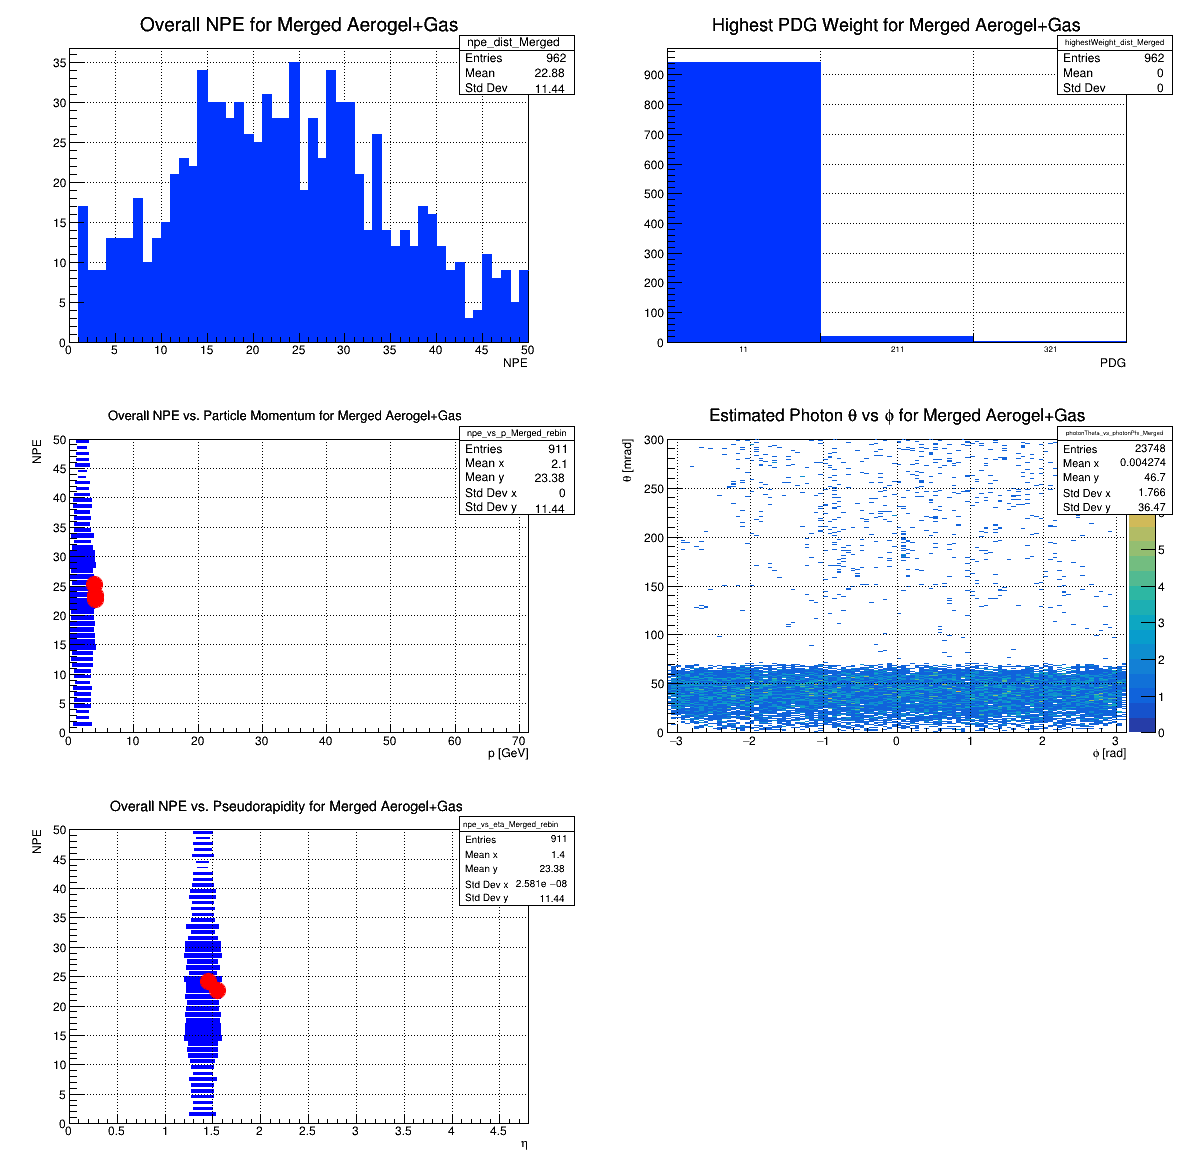 Overall NPE for Merged Aerogel+Gas
npe_dist_Merged
Entries 962
Mean 22.88
Std Dev 11.44
35
30
25
20
15
10
5
0
0 5 10 15 20 25 30 35 40 45 50
NPE
Highest PDG Weight for Merged Aerogel+Gas
highestWeight_dist_Merged
Entries 962
Mean 0
Std Dev 0
900
800
700
600
500
400
300
200
100
0
11 211 321
PDG
Overall NPE vs. Particle Momentum for Merged Aerogel+Gas
npe_vs_p_Merged_rebin
Entries 911
Mean x 2.1
Mean y 23.38
Std Dev x 0
Std Dev y 11.44
NPE
50
45
40
35
30
25
20
15
10
5
0
0 10 20 30 40 50 60 70
p [GeV]
Estimated Photon θ vs ϕ for Merged Aerogel+Gas
photonTheta_vs_photonPhi_Merged
Entries 23748
Mean x 0.004274
Mean y 46.7
Std Dev x 1.766
Std Dev y 36.47
θ [mrad]
300
250
200
150
100
50
0
−3 −2 −1 0 1 2 3
ϕ [rad]
5
4
3
2
1
0
Overall NPE vs. Pseudorapidity for Merged Aerogel+Gas
npe_vs_eta_Merged_rebin
Entries 911
Mean x 1.4
Mean y 23.38
Std Dev x 2.581e −08
Std Dev y 11.44
NPE
50
45
40
35
30
25
20
15
10
5
0
0 0.5 1 1.5 2 2.5 3 3.5 4 4.5
η